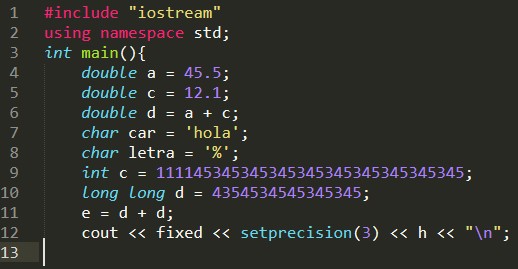 1 #include "iostream"
2 using namespace std;
3 int main(){
4 double a = 45.5;
5 double c = 12.1;
6 double d = a + c;
7 char car = 'hola';
8 char letra = '%';
9 int c = 111145345345345345345345345345345;
10 long long d = 4354534545345345;
11 e = d + d;
12 cout << fixed << setprecision(3) << h << "\n";
13